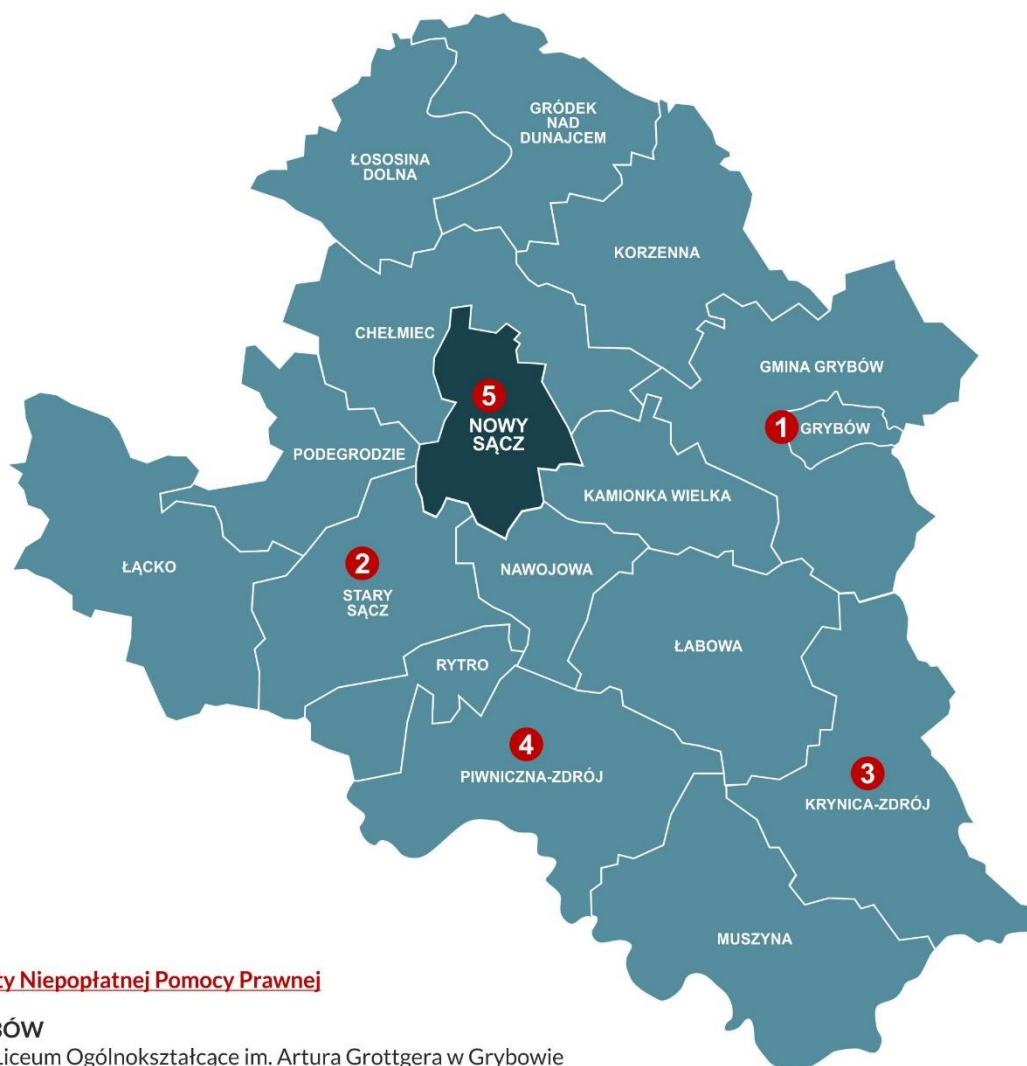 GRÓDEK
NAD
DUNAJCEM
ŁOSOSINA
DOLNA
KORZENNA
CHEŁMIEC
GMINA GRYBÓW
5
NOWY
SĄCZ
1 GRYBÓW
PODEGRODZIE
KAMIONKA WIELKA
ŁĄCKO
2
STARY
SĄCZ
NAWOJOWA
ŁABOWA
RYTRO
4
PIWNICZNA-ZDRÓJ
3
KRYNICA-ZDRÓJ
MUSZYNA
ty Niepopłatnej Pomocy Prawnej
BÓW
Liceum Ogólnokształcące im. Artura Grottgera w Grybowie